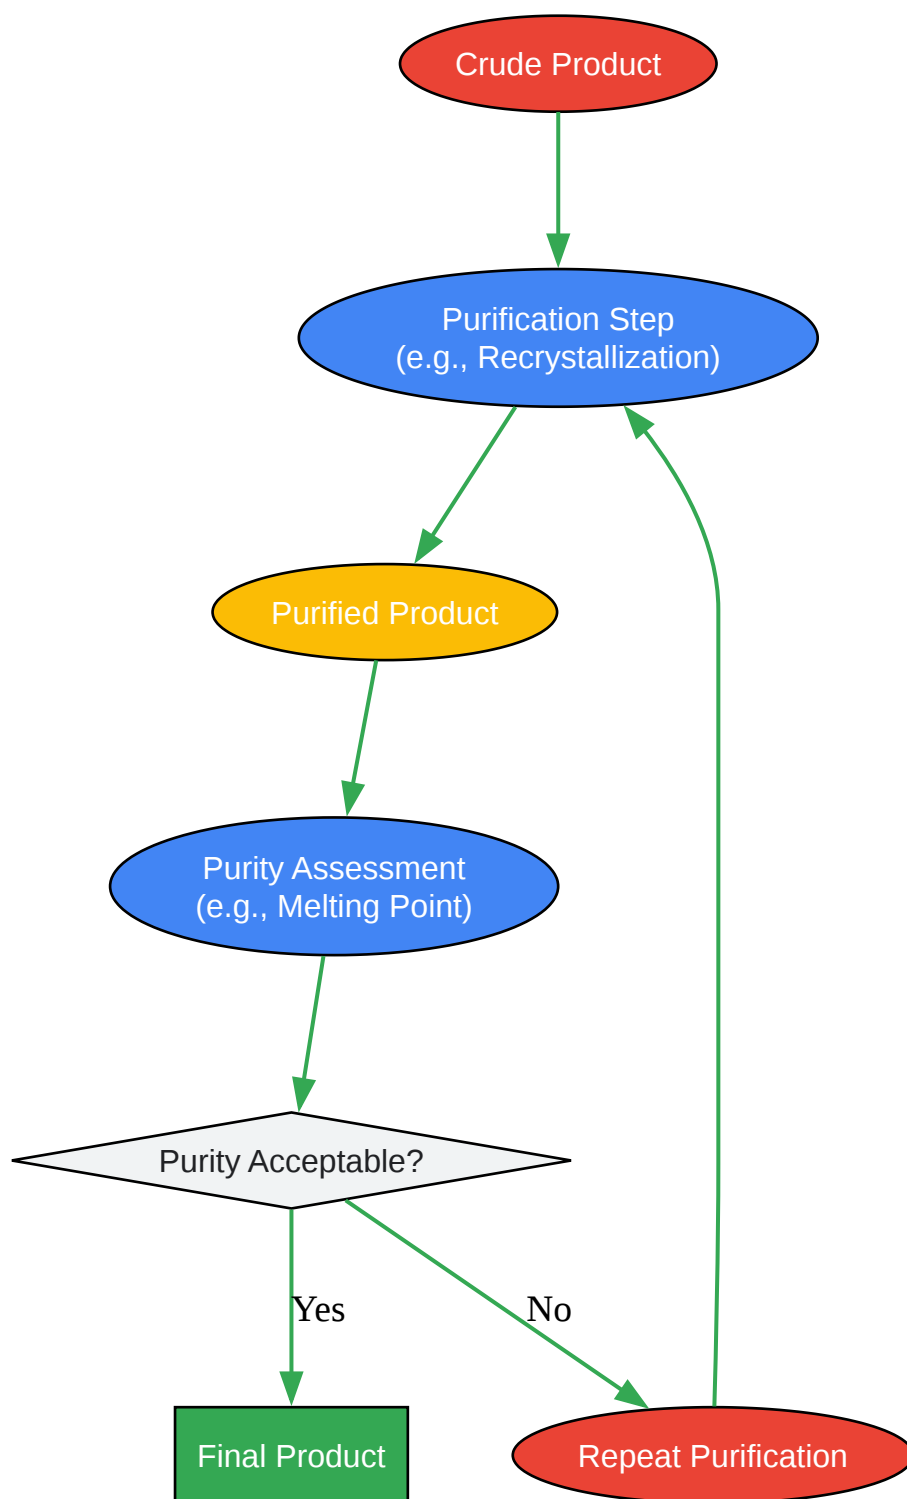 Crude Product
Purification Step
(e.g., Recrystallization)
Purified Product
Purity Assessment
(e.g., Melting Point)
Purity Acceptable?
Yes
No
Final Product
Repeat Purification